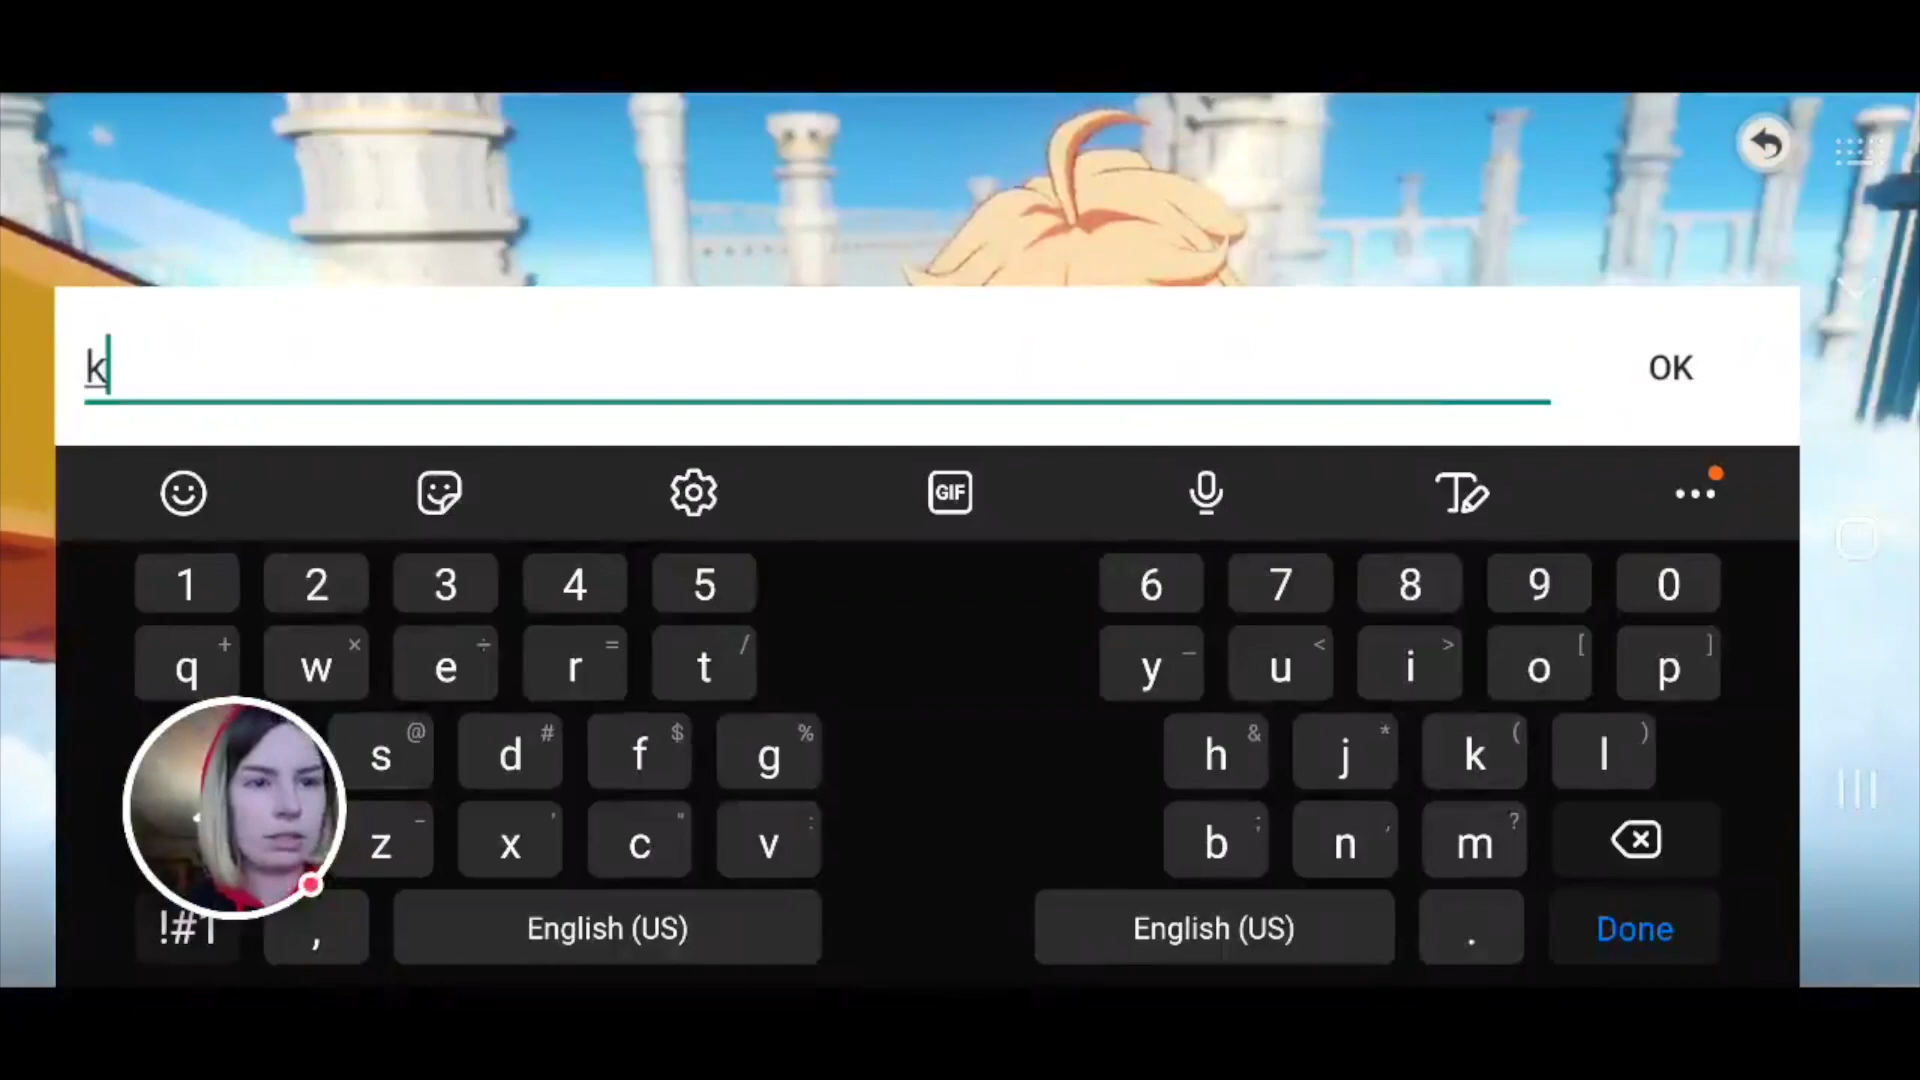 k
OK
GIF
1 2 3 4 5 6 7 8 9 0
q + w × e ÷ r = t / y _ u < i > o [ p ]
s @ d # f $ g % h & j * k ( l )
z - x ' c " v : b ; n , m ?
!#1 , English (US) English (US) . Done